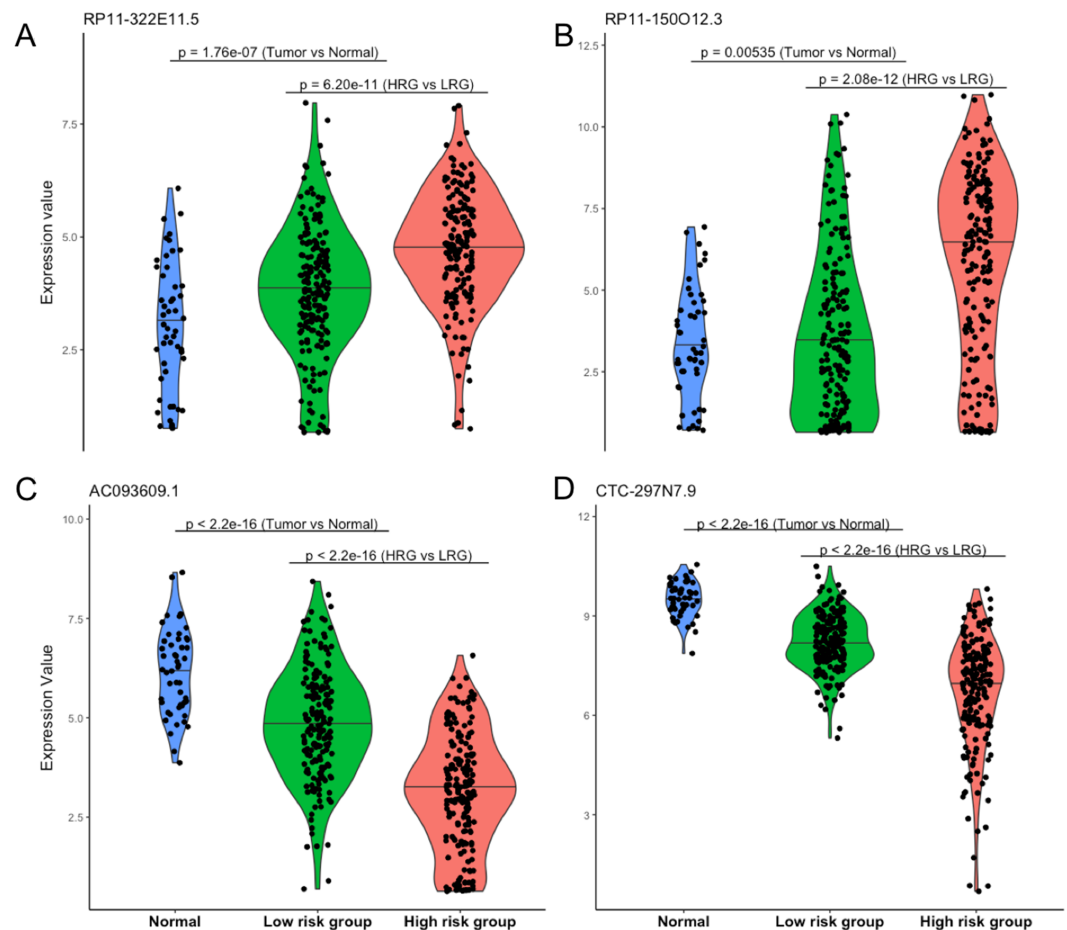 A
RP11-322E11.5
p = 1.76e-07 (Tumor vs Normal)
p = 6.20e-11 (HRG vs LRG)
7.5
5.0
2.5
Expression value
B
RP11-150O12.3
12.5
p = 0.00535 (Tumor vs Normal)
p = 2.08e-12 (HRG vs LRG)
10.0
7.5
5.0
2.5
C
AC093609.1
10.0
p < 2.2e-16 (Tumor vs Normal)
p < 2.2e-16 (HRG vs LRG)
7.5
5.0
2.5
Expression Value
Normal
Low risk group
High risk group
D
CTC-297N7.9
12
p < 2.2e-16 (Tumor vs Normal)
p < 2.2e-16 (HRG vs LRG)
9
6
3
Normal
Low risk group
High risk group